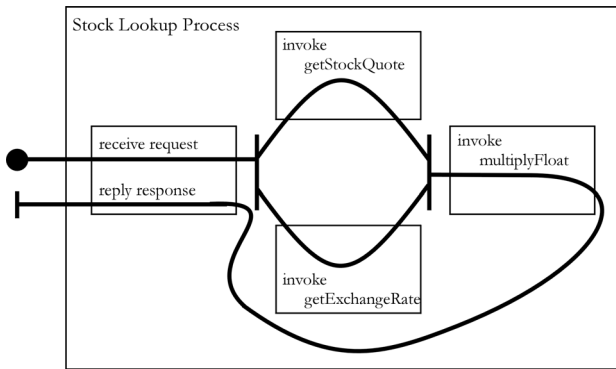 Stock Lookup Process
invoke
getStockQuote
receive request
reply response
invoke
multiplyFloat
invoke
getExchangeRate